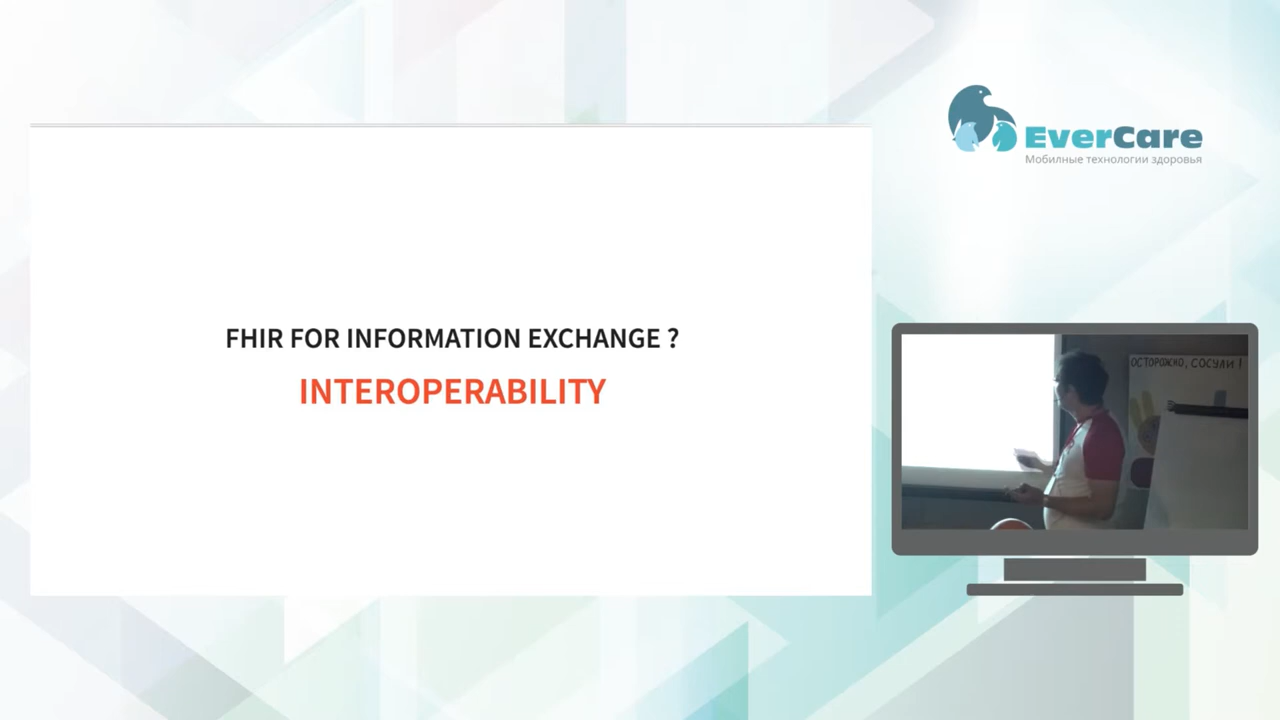 FHIR FOR INFORMATION EXCHANGE ?
INTEROPERABILITY
EverCare
Мобилные технологии здоровья
ОСТОРОЖНО, СОСУЛИ !